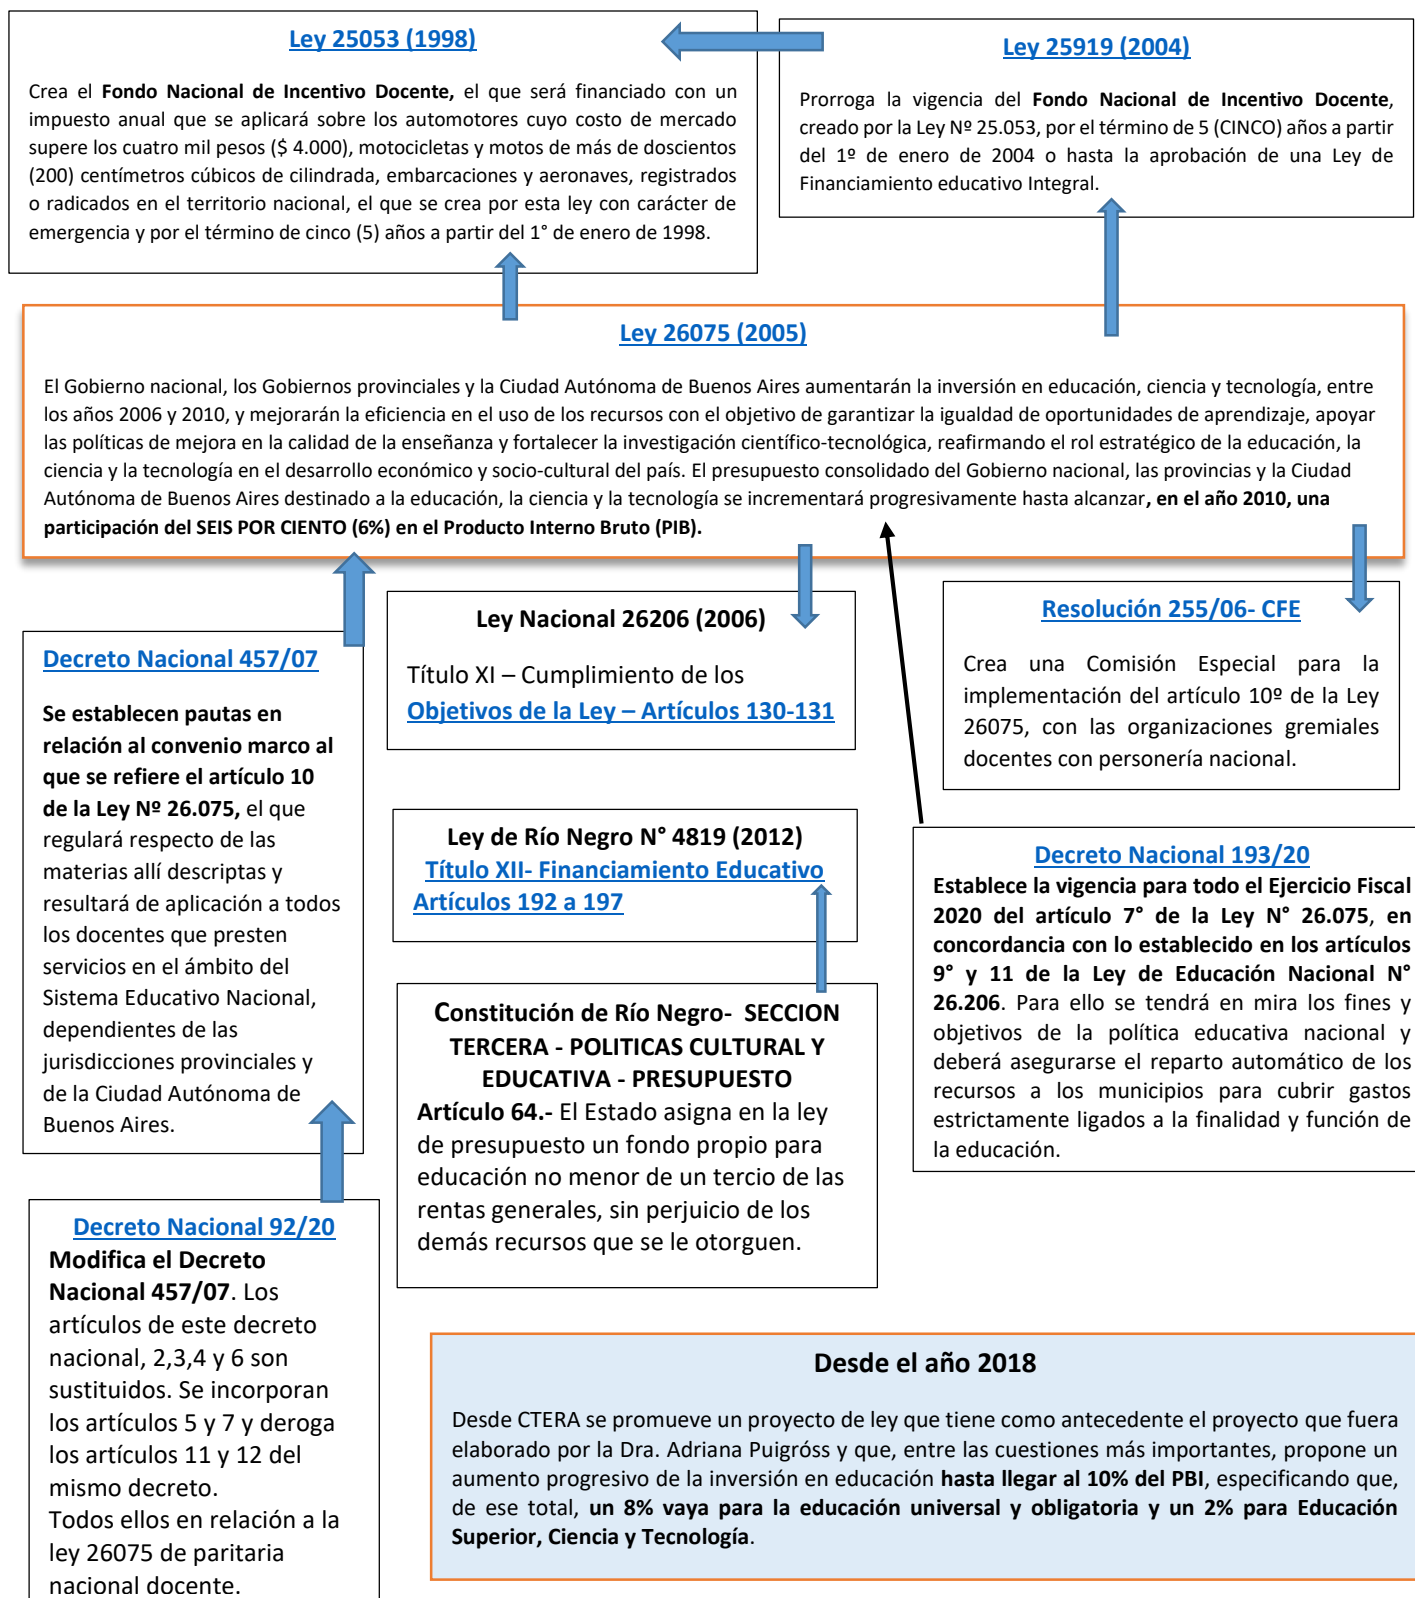 Ley 25053 (1998)
Crea el Fondo Nacional de Incentivo Docente, el que será financiado con un
impuesto anual que se aplicará sobre los automotores cuyo costo de mercado
supere los cuatro mil pesos ($ 4.000), motocicletas y motos de más de doscientos
(200) centímetros cúbicos de cilindrada, embarcaciones y aeronaves, registrados
o radicados en el territorio nacional, el que se crea por esta ley con carácter de
emergencia y por el término de cinco (5) años a partir del 1° de enero de 1998.
Ley 25919 (2004)
Prorroga la vigencia del Fondo Nacional de Incentivo Docente,
creado por la Ley Nº 25.053, por el término de 5 (CINCO) años a partir
del 1º de enero de 2004 o hasta la aprobación de una Ley de
Financiamiento educativo Integral.
Ley 26075 (2005)
El Gobierno nacional, los Gobiernos provinciales y la Ciudad Autónoma de Buenos Aires aumentarán la inversión en educación, ciencia y tecnología, entre
los años 2006 y 2010, y mejorarán la eficiencia en el uso de los recursos con el objetivo de garantizar la igualdad de oportunidades de aprendizaje, apoyar
las políticas de mejora en la calidad de la enseñanza y fortalecer la investigación científico-tecnológica, reafirmando el rol estratégico de la educación, la
ciencia y la tecnología en el desarrollo económico y socio-cultural del país. El presupuesto consolidado del Gobierno nacional, las provincias y la Ciudad
Autónoma de Buenos Aires destinado a la educación, la ciencia y la tecnología se incrementará progresivamente hasta alcanzar, en el año 2010, una
participación del SEIS POR CIENTO (6%) en el Producto Interno Bruto (PIB).
Decreto Nacional 457/07
Se establecen pautas en
relación al convenio marco al
que se refiere el artículo 10
de la Ley Nº 26.075, el que
regulará respecto de las
materias allí descriptas y
resultará de aplicación a todos
los docentes que presten
servicios en el ámbito del
Sistema Educativo Nacional,
dependientes de las
jurisdicciones provinciales y
de la Ciudad Autónoma de
Buenos Aires.
Ley Nacional 26206 (2006)
Título XI – Cumplimiento de los
Objetivos de la Ley – Artículos 130-131
Resolución 255/06- CFE
Crea una Comisión Especial para la
implementación del artículo 10º de la Ley
26075, con las organizaciones gremiales
docentes con personería nacional.
Ley de Río Negro N° 4819 (2012)
Título XII- Financiamiento Educativo
Artículos 192 a 197
Decreto Nacional 193/20
Establece la vigencia para todo el Ejercicio Fiscal
2020 del artículo 7° de la Ley N° 26.075, en
concordancia con lo establecido en los artículos
9° y 11 de la Ley de Educación Nacional N°
26.206. Para ello se tendrá en mira los fines y
objetivos de la política educativa nacional y
deberá asegurarse el reparto automático de los
recursos a los municipios para cubrir gastos
estrictamente ligados a la finalidad y función de
la educación.
Constitución de Río Negro- SECCION
TERCERA - POLITICAS CULTURAL Y
EDUCATIVA - PRESUPUESTO
Artículo 64.- El Estado asigna en la ley
de presupuesto un fondo propio para
educación no menor de un tercio de las
rentas generales, sin perjuicio de los
demás recursos que se le otorguen.
Decreto Nacional 92/20
Modifica el Decreto
Nacional 457/07. Los
artículos de este decreto
nacional, 2,3,4 y 6 son
sustituidos. Se incorporan
los artículos 5 y 7 y deroga
los artículos 11 y 12 del
mismo decreto.
Todos ellos en relación a la
ley 26075 de paritaria
nacional docente.
Desde el año 2018
Desde CTERA se promueve un proyecto de ley que tiene como antecedente el proyecto que fuera
elaborado por la Dra. Adriana Puigróss y que, entre las cuestiones más importantes, propone un
aumento progresivo de la inversión en educación hasta llegar al 10% del PBI, especificando que,
de ese total, un 8% vaya para la educación universal y obligatoria y un 2% para Educación
Superior, Ciencia y Tecnología.